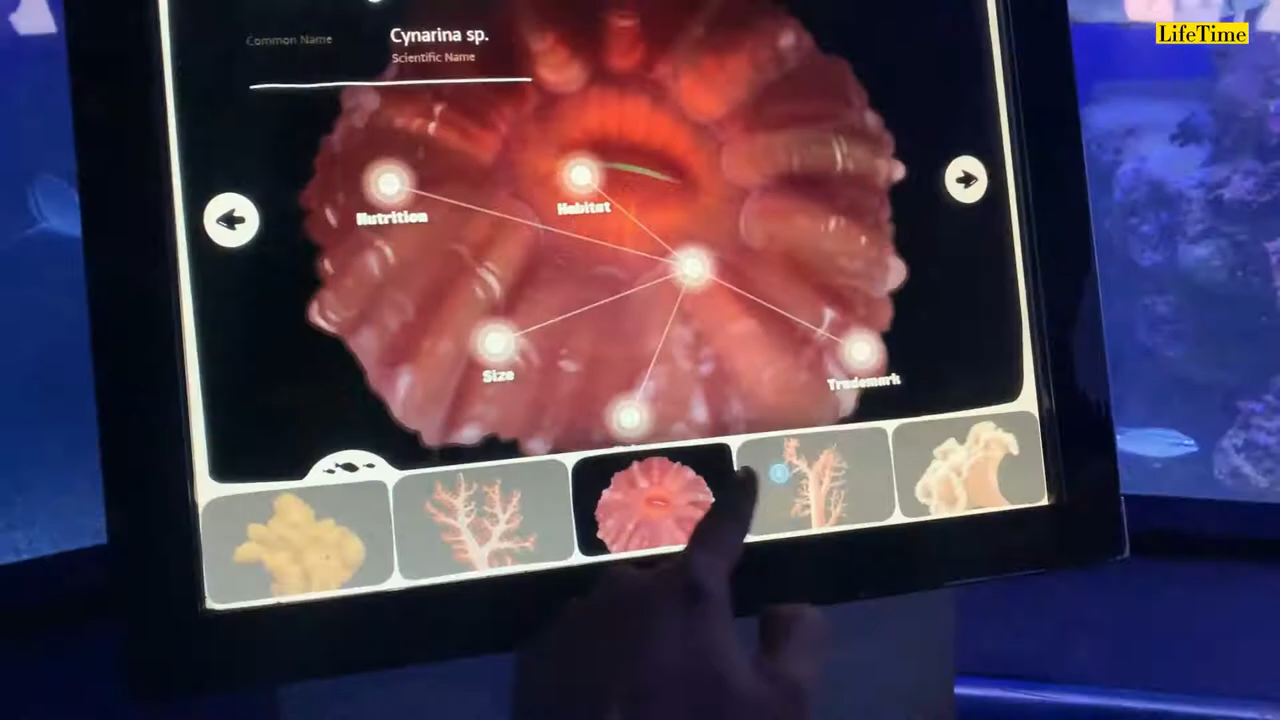 LifeTime
Cynarina sp.
Common Name
Scientific Name
Nutrition
Habitat
Size
Trademark